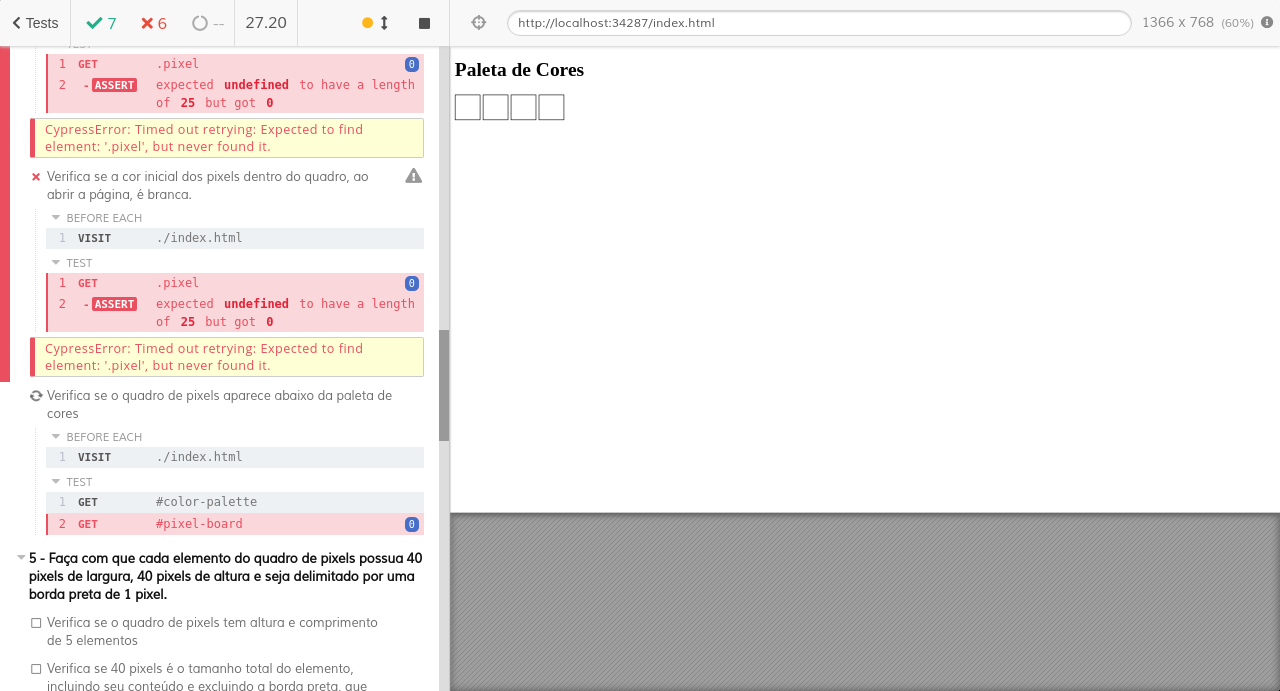 Tests 7 6 -- 27.20
http://localhost:34287/index.html 1366 x 768 (60%)
TEST
1 GET .pixel 0
2 -ASSERT expected undefined to have a length
of 25 but got 0
CypressError: Timed out retrying: Expected to find
element: '.pixel', but never found it.
Verifica se a cor inicial dos pixels dentro do quadro, ao
abrir a página, é branca.
BEFORE EACH
1 VISIT ./index.html
TEST
1 GET .pixel 0
2 -ASSERT expected undefined to have a length
of 25 but got 0
CypressError: Timed out retrying: Expected to find
element: '.pixel', but never found it.
Verifica se o quadro de pixels aparece abaixo da paleta de
cores
BEFORE EACH
1 VISIT ./index.html
TEST
1 GET #color-palette
2 GET #pixel-board 0
5 - Faça com que cada elemento do quadro de pixels possua 40
pixels de largura, 40 pixels de altura e seja delimitado por uma
borda preta de 1 pixel.
Verifica se o quadro de pixels tem altura e comprimento
de 5 elementos
Verifica se 40 pixels é o tamanho total do elemento,
incluindo seu conteúdo e excluindo a borda preta, que
Paleta de Cores